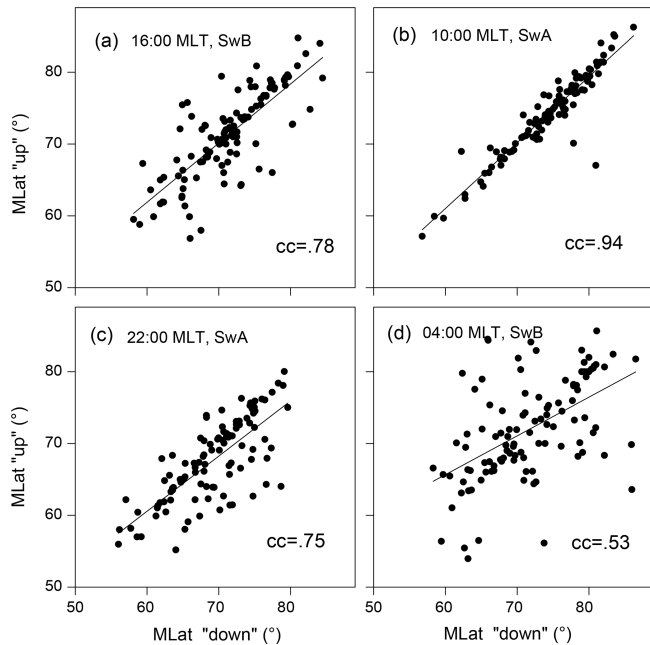 (a) 16:00 MLT, SwB
(b) 10:00 MLT, SwA
80
70
60
50
MLat "up" (°)
cc=.78
cc=.94
(c) 22:00 MLT, SwA
(d) 04:00 MLT, SwB
80
70
60
50
MLat "up" (°)
cc=.75
cc=.53
50 60 70 80 50 60 70 80
MLat "down" (°) MLat "down" (°)